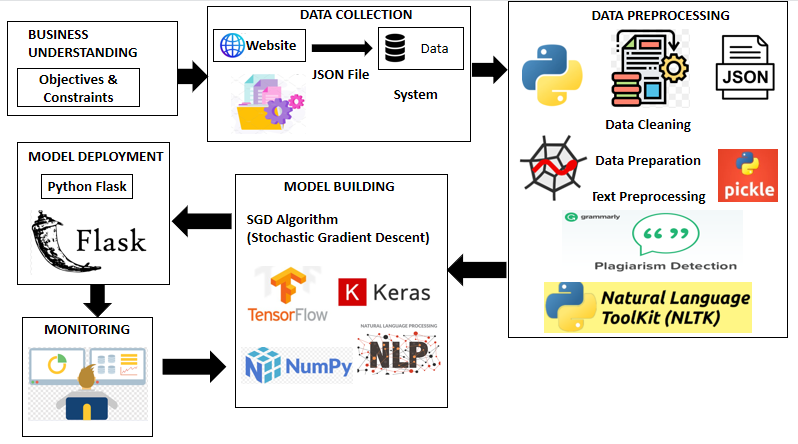 BUSINESS
UNDERSTANDING
Objectives &
Constraints
DATA COLLECTION
Website
Data
JSON File
System
DATA PREPROCESSING
JSON
Data Cleaning
Data Preparation
pickle
Text Preprocessing
grammarly
Plagiarism Detection
Natural Language
ToolKit (NLTK)
MODEL BUILDING
SGD Algorithm
(Stochastic Gradient Descent)
TensorFlow
Keras
NumPy
NATURAL LANGUAGE PROCESSING
NLP
MODEL DEPLOYMENT
Python Flask
Flask
MONITORING